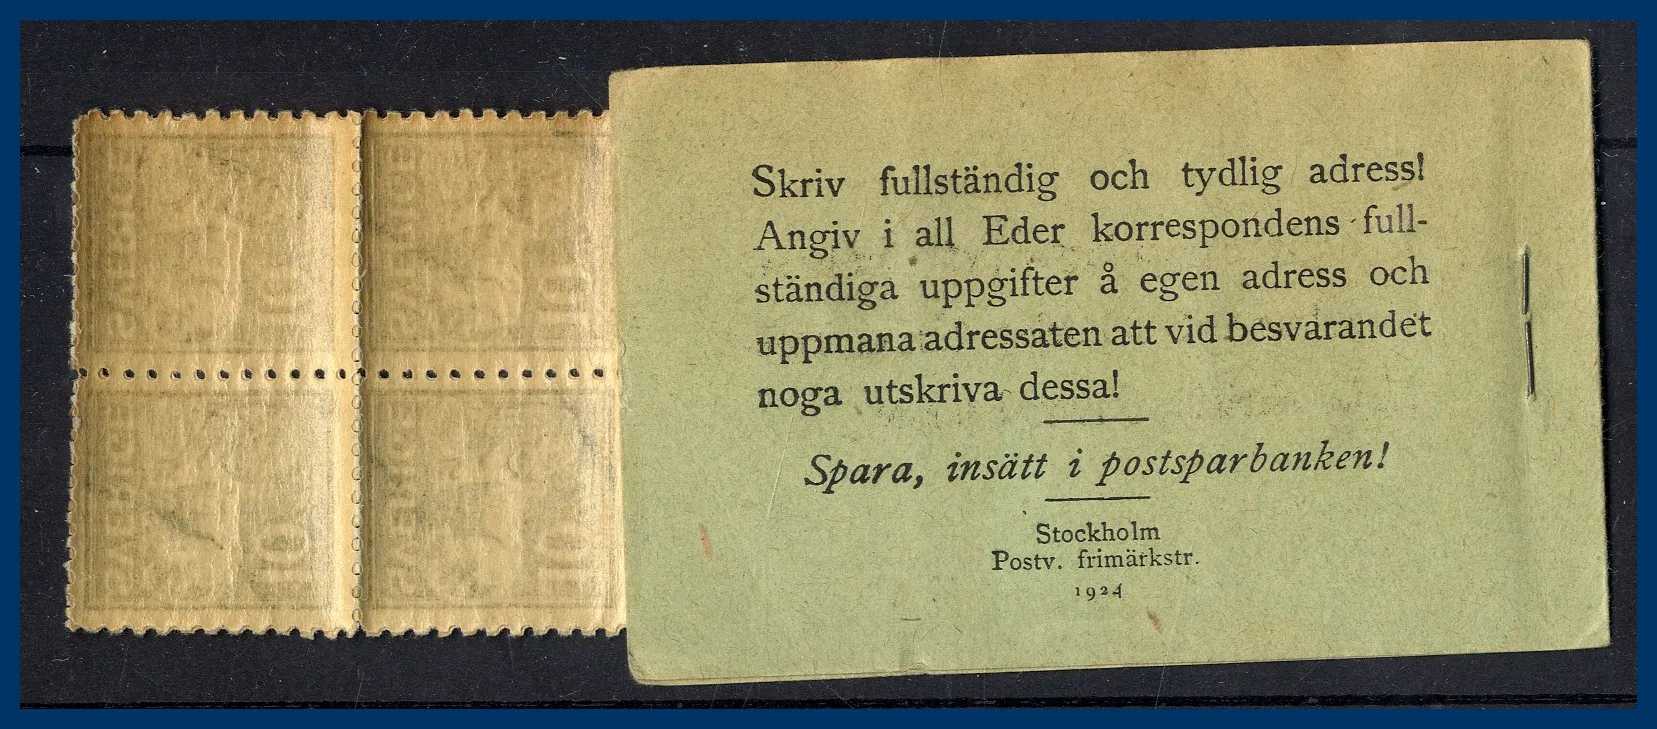 Skriv fullständig och tydlig adress!
Angiv i all Eder korrespondens full-
ständiga uppgifter å egen adress och
uppmana adressaten att vid besvarandet
noga utskriva dessa!
Spara, insätt i postsparbanken!
Stockholm
Postv. frimärkstr.
1924